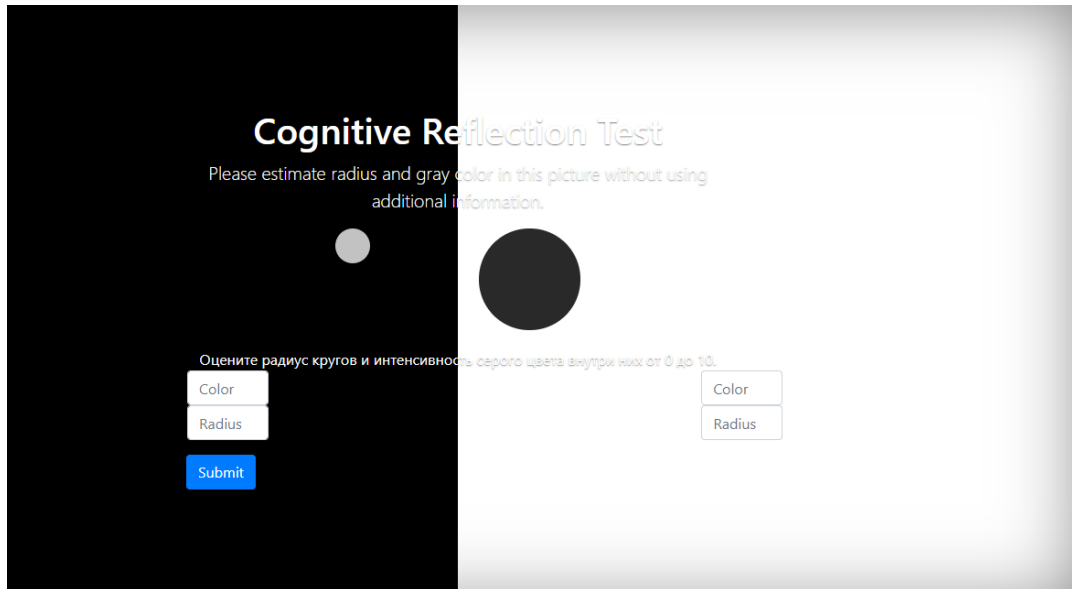 Cognitive Reflection Test
Please estimate radius and gray color in this picture without using
additional information.
Оцените радиус кругов и интенсивность серого цвета внутри них от 0 до 10.
Color
Color
Radius
Radius
Submit